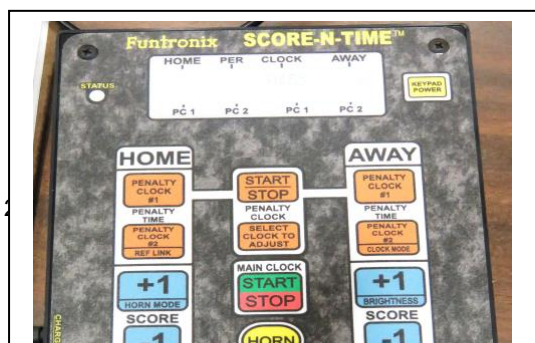 Funtronix SCORE-N-TIME™
HOME PER CLOCK AWAY
STATUS
KEYPAD
POWER
PC 1 PC 2 PC 1 PC 2
HOME
PENALTY
CLOCK
#1
PENALTY
TIME
PENALTY
CLOCK
#2
REF LINK
+1
HORN MODE
SCORE
-1
START
STOP
PENALTY
CLOCK
SELECT
CLOCK TO
ADJUST
MAIN CLOCK
START
STOP
HORN
AWAY
PENALTY
CLOCK
#1
PENALTY
TIME
PENALTY
CLOCK
#2
CLOCK MODE
+1
BRIGHTNESS
SCORE
-1